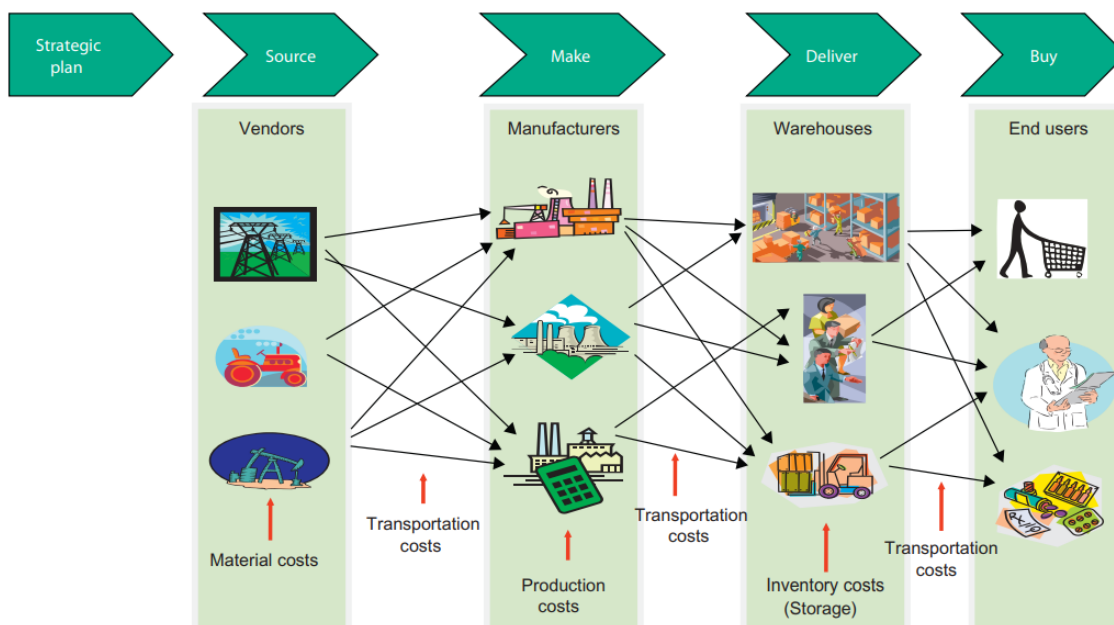 Strategic
plan
Source
Make
Deliver
Buy
Vendors
Manufacturers
Warehouses
End users
Material costs
Transportation
costs
Production
costs
Transportation
costs
Inventory costs
(Storage)
Transportation
costs